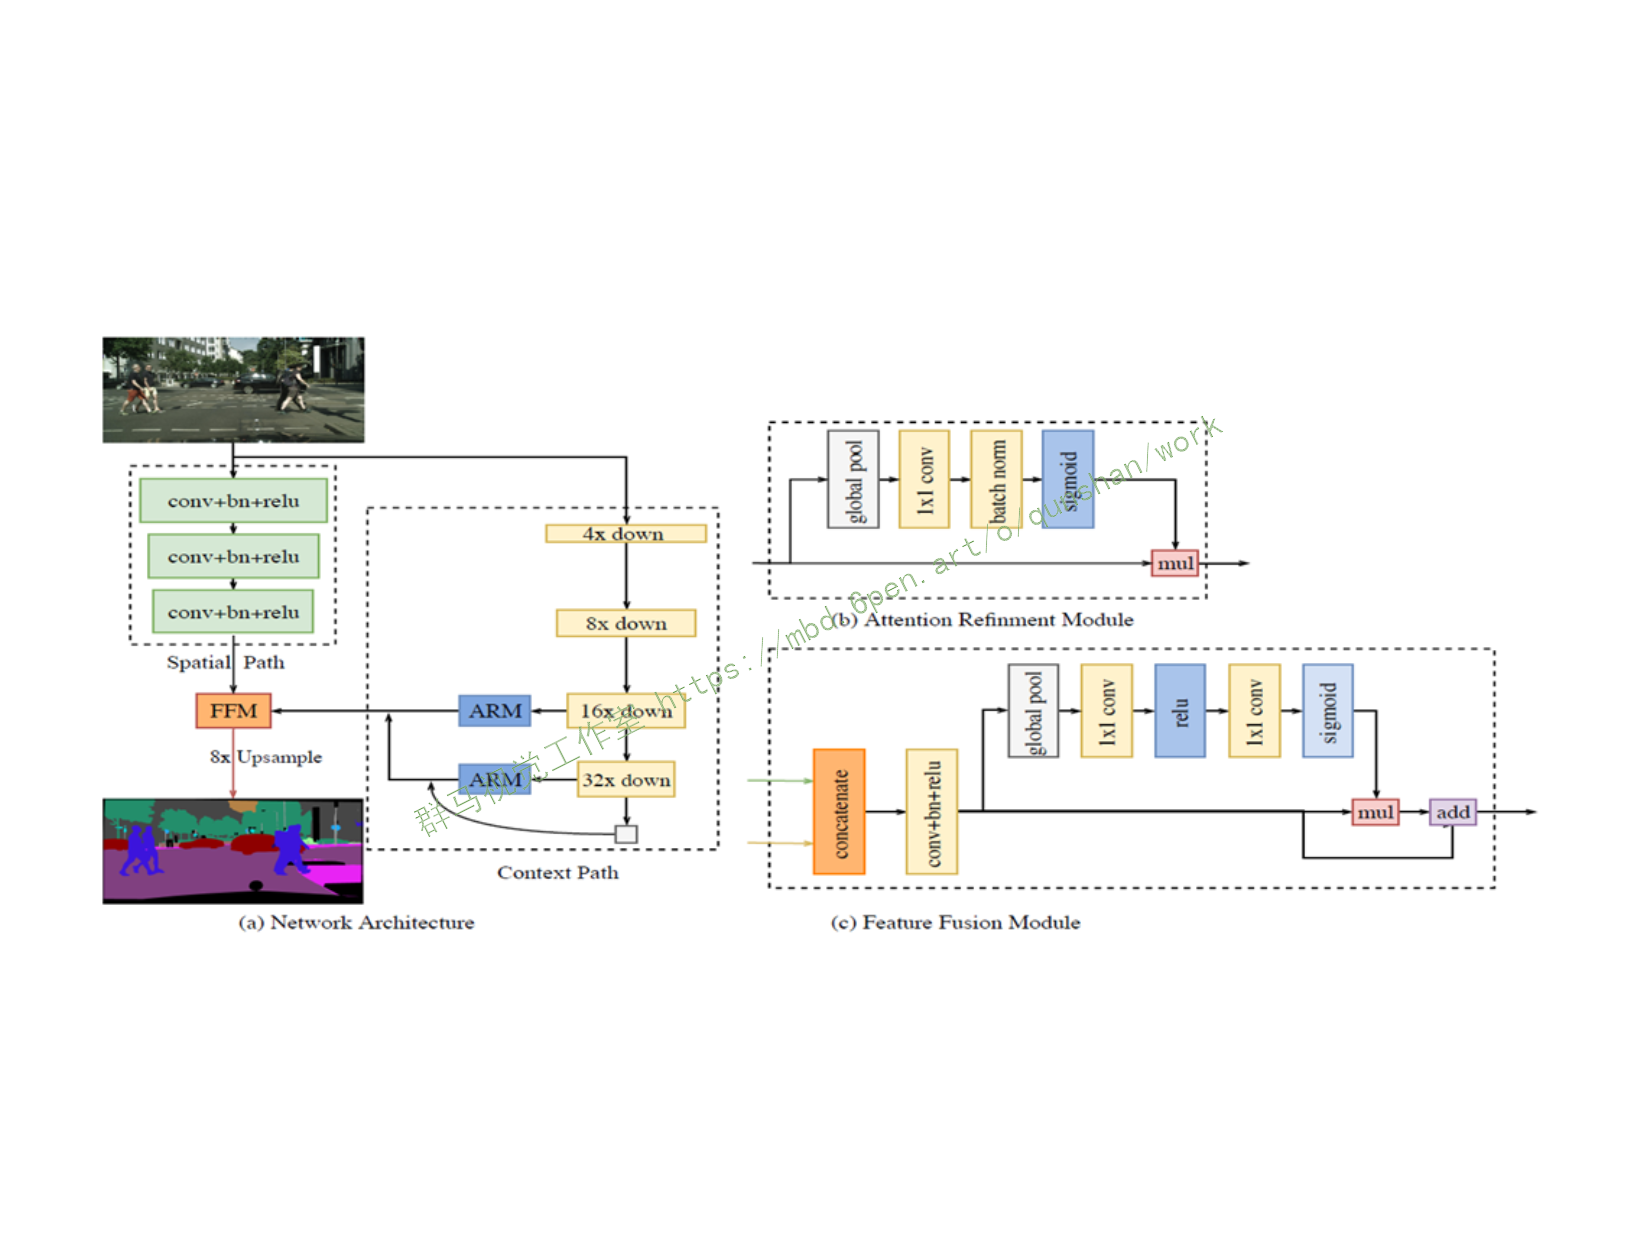 conv+bn+relu
conv+bn+relu
conv+bn+relu
Spatial Path
FFM
8x Upsample
4x down
8x down
16x down
32x down
ARM
ARM
Context Path
(a) Network Architecture
global pool
1x1 conv
batch norm
sigmoid
mul
(b) Attention Refinment Module
concatenate
conv+bn+relu
global pool
1x1 conv
relu
1x1 conv
sigmoid
mul
add
(c) Feature Fusion Module
群马视觉工作室 https://mbd.6pen.art/o/qunshan/work